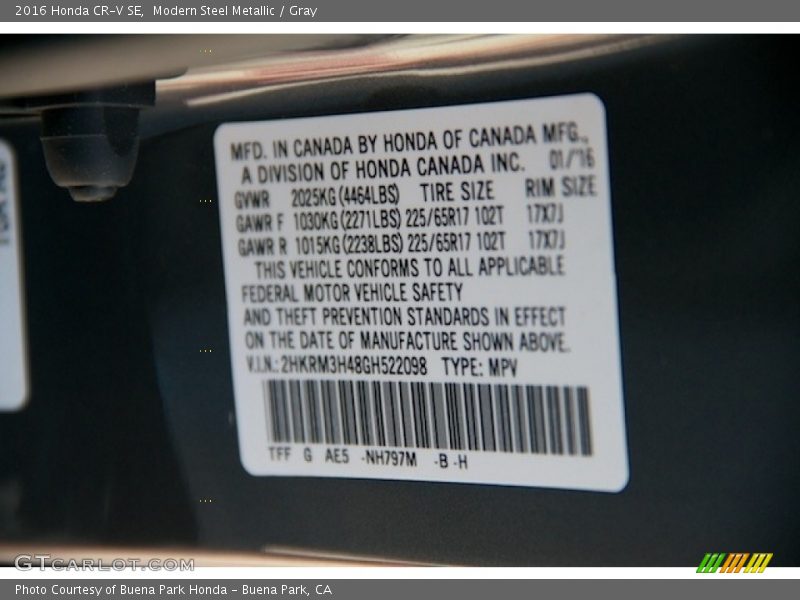 2016 Honda CR-V SE,  Modern Steel Metallic / Gray
MFD. IN CANADA BY HONDA OF CANADA MFG.,
A DIVISION OF HONDA CANADA INC. 01/16
GVWR 2025KG(4464LBS) TIRE SIZE RIM SIZE
GAWR F 1030KG(2271LBS) 225/65R17 102T 17X7J
GAWR R 1015KG(2238LBS) 225/65R17 102T 17X7J
THIS VEHICLE CONFORMS TO ALL APPLICABLE
FEDERAL MOTOR VEHICLE SAFETY
AND THEFT PREVENTION STANDARDS IN EFFECT
ON THE DATE OF MANUFACTURE SHOWN ABOVE.
V.I.N.: 2HKRM3H48GH522098 TYPE: MPV
TFF G AE5 -NH797M -B -H
GTCARLOT.COM
Photo Courtesy of Buena Park Honda - Buena Park, CA